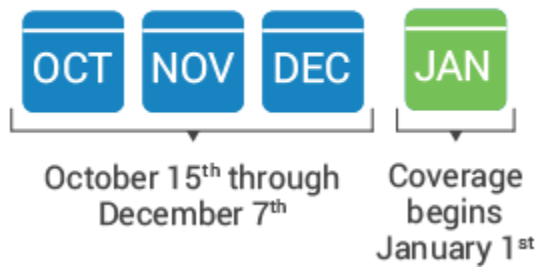 OCT NOV DEC JAN
October 15th through
December 7th
Coverage
begins
January 1st